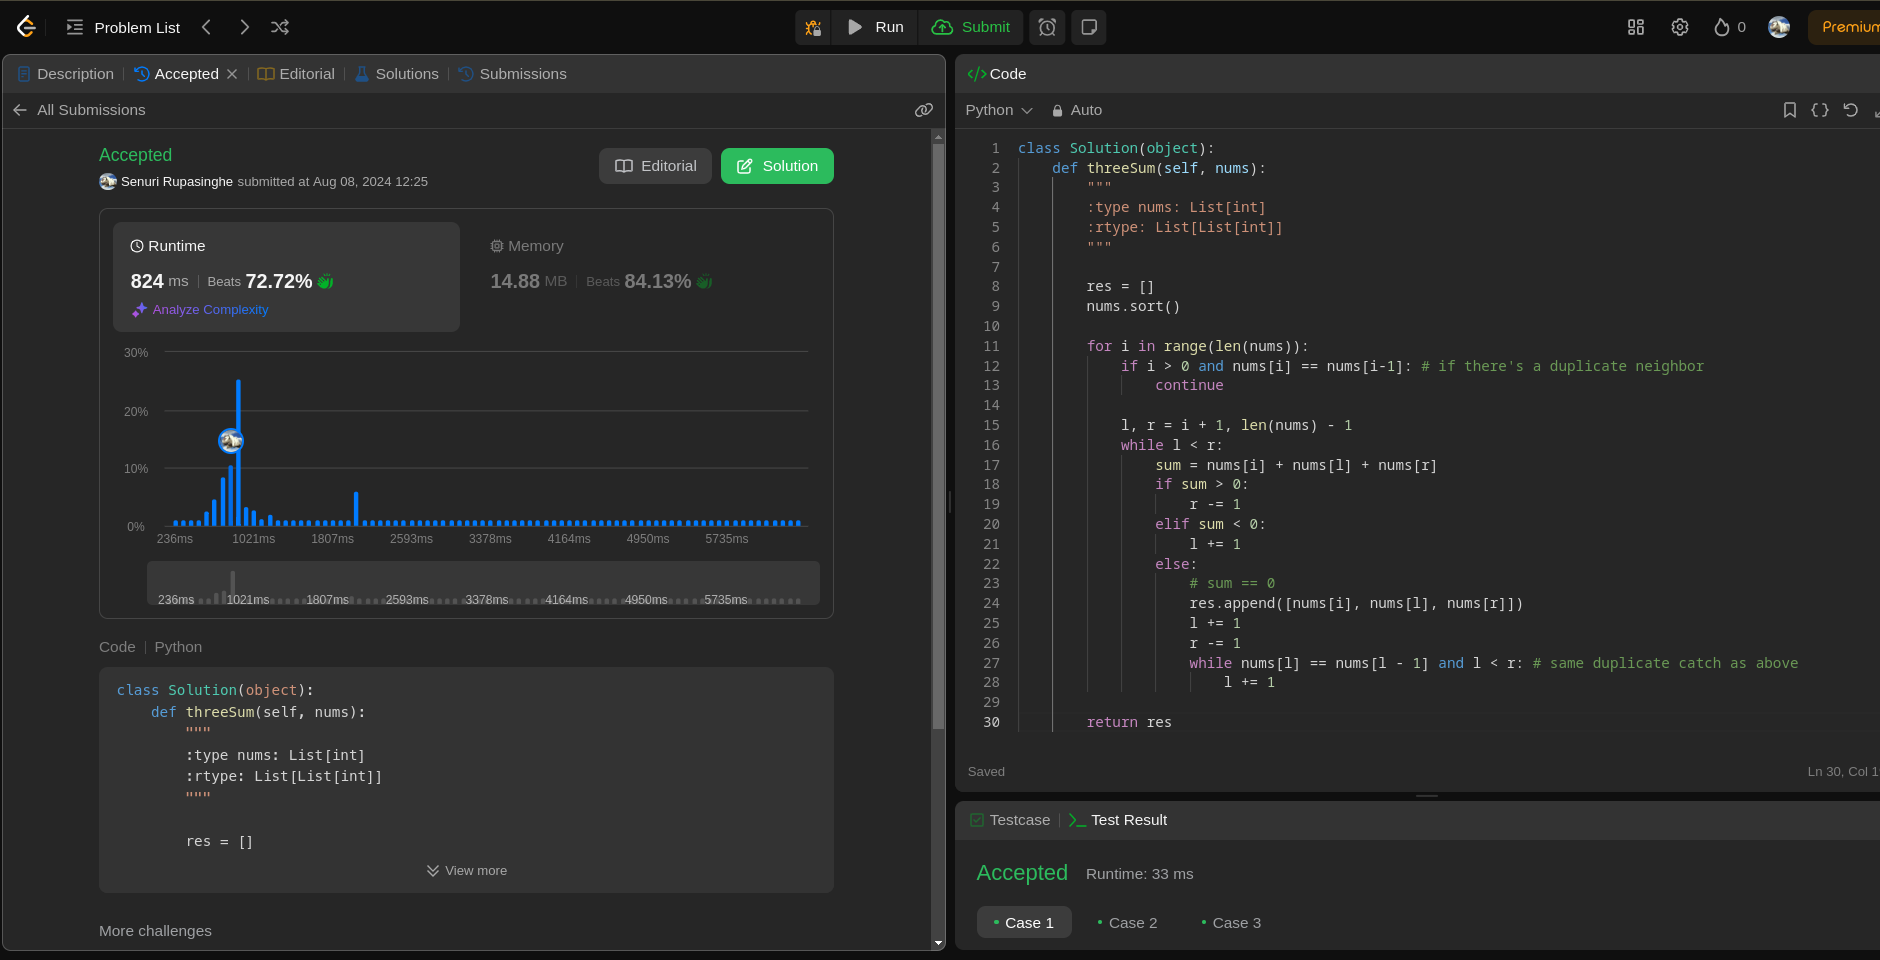 Problem List
Run
Submit
0
Premium
Description
Accepted
Editorial
Solutions
Submissions
All Submissions
Accepted
Senuri Rupasinghe submitted at Aug 08, 2024 12:25
Editorial
Solution
Runtime
824 ms
Beats 72.72%
Analyze Complexity
Memory
14.88 MB
Beats 84.13%
30%
20%
10%
0%
236ms 1021ms 1807ms 2593ms 3378ms 4164ms 4950ms 5735ms
236ms 1021ms 1807ms 2593ms 3378ms 4164ms 4950ms 5735ms
Code | Python
class Solution(object):
    def threeSum(self, nums):
        """
        :type nums: List[int]
        :rtype: List[List[int]]
        """

        res = []
View more
More challenges
Code
Python
Auto
1 class Solution(object):
2     def threeSum(self, nums):
3         """
4         :type nums: List[int]
5         :rtype: List[List[int]]
6         """
7
8         res = []
9         nums.sort()
10
11         for i in range(len(nums)):
12             if i > 0 and nums[i] == nums[i-1]: # if there's a duplicate neighbor
13                 continue
14
15             l, r = i + 1, len(nums) - 1
16             while l < r:
17                 sum = nums[i] + nums[l] + nums[r]
18                 if sum > 0:
19                     r -= 1
20                 elif sum < 0:
21                     l += 1
22                 else:
23                     # sum == 0
24                     res.append([nums[i], nums[l], nums[r]])
25                     l += 1
26                     r -= 1
27                     while nums[l] == nums[l - 1] and l < r: # same duplicate catch as above
28                         l += 1
29
30         return res
Saved
Ln 30, Col 1
Testcase
Test Result
Accepted
Runtime: 33 ms
Case 1
Case 2
Case 3